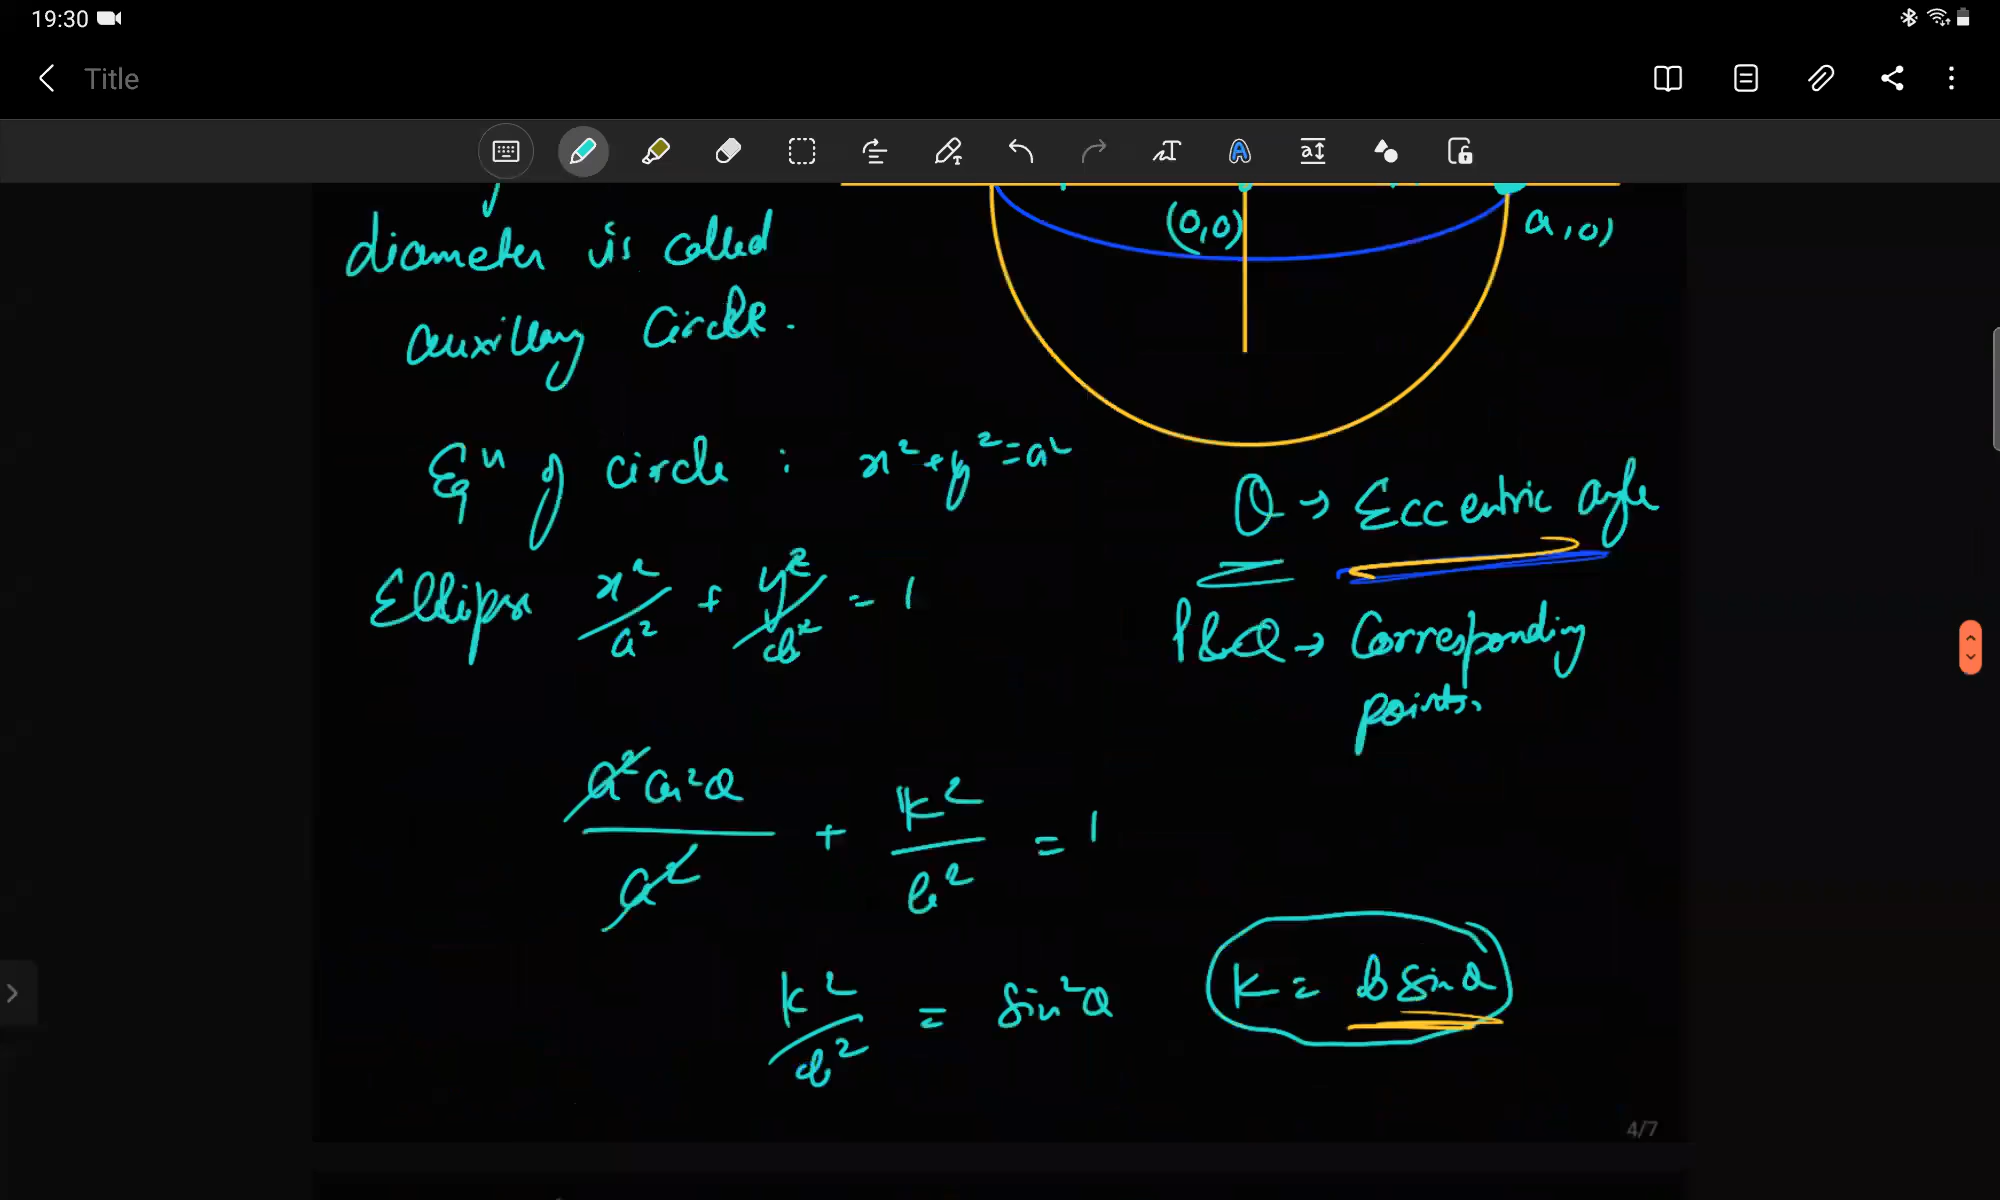 19:30
Title
diameter is called
(0,0)
a,0)
auxillary Circle.
Eqn of circle : x²+y²=a²
θ → Eccentric angle
Ellipse x²/a² + y²/b² = 1
P&Q → Corresponding
points.
a²cos²θ/a² + k²/b² = 1
k²/b² = sin²θ
K = b sinθ
4/7